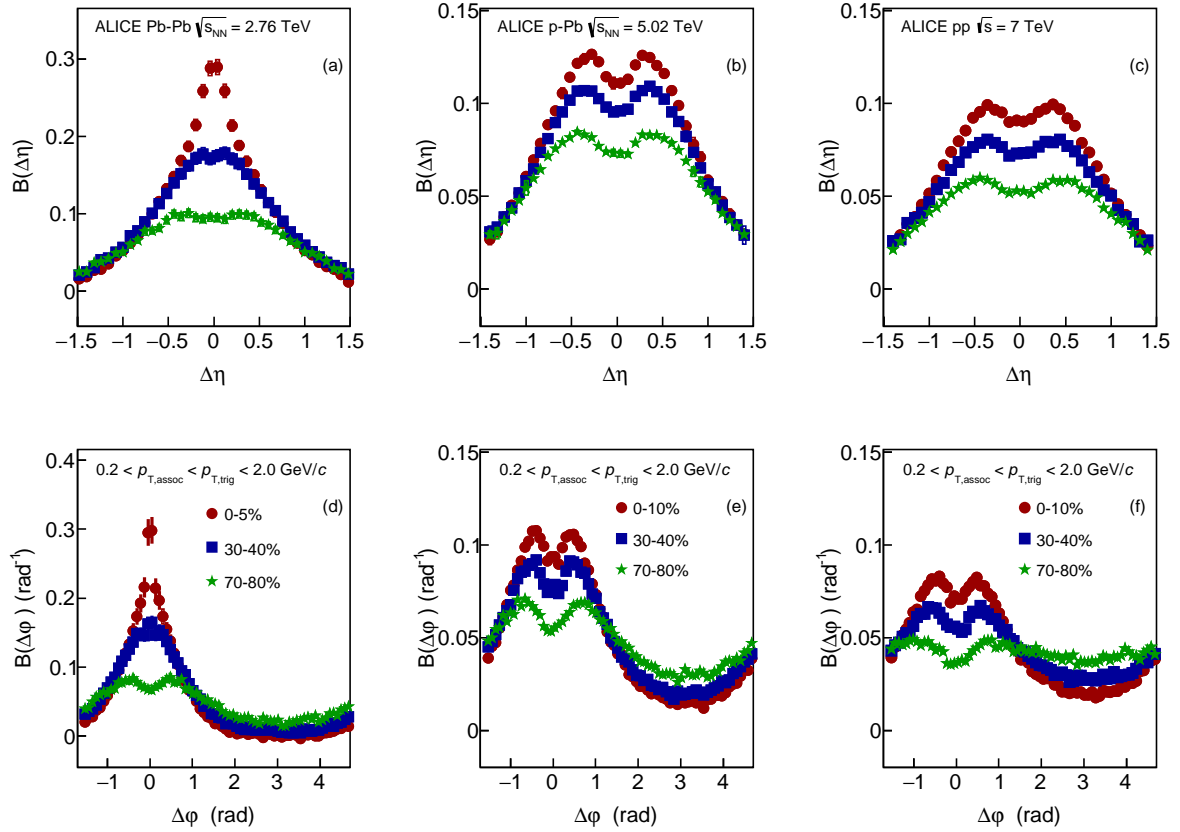 ALICE Pb-Pb √sNN = 2.76 TeV
(a)
B(Δη)
0.3
0.2
0.1
0
−1.5 −1 −0.5 0 0.5 1 1.5
Δη
ALICE p-Pb √sNN = 5.02 TeV
(b)
B(Δη)
0.15
0.1
0.05
0
−1.5 −1 −0.5 0 0.5 1 1.5
Δη
ALICE pp √s = 7 TeV
(c)
B(Δη)
0.15
0.1
0.05
0
−1.5 −1 −0.5 0 0.5 1 1.5
Δη
0.2 < pT,assoc < pT,trig < 2.0 GeV/c
(d)
0-5%
30-40%
70-80%
B(Δφ ) (rad-1)
0.4
0.3
0.2
0.1
0
−1 0 1 2 3 4
Δφ (rad)
0.2 < pT,assoc < pT,trig < 2.0 GeV/c
(e)
0-10%
30-40%
70-80%
B(Δφ ) (rad-1)
0.15
0.1
0.05
0
−1 0 1 2 3 4
Δφ (rad)
0.2 < pT,assoc < pT,trig < 2.0 GeV/c
(f)
0-10%
30-40%
70-80%
B(Δφ ) (rad-1)
0.15
0.1
0.05
0
−1 0 1 2 3 4
Δφ (rad)